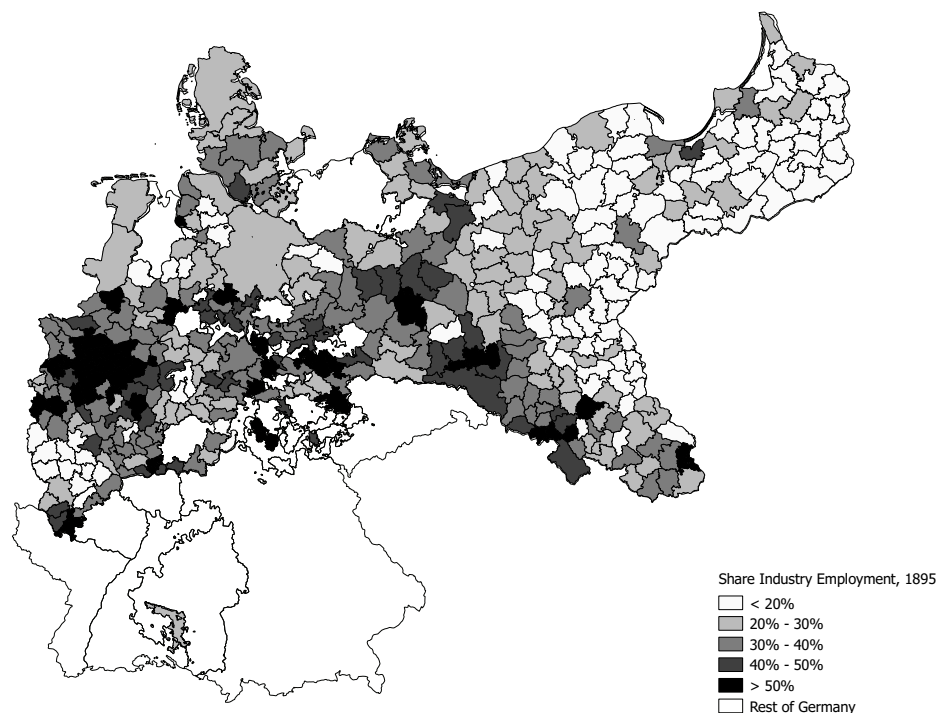 Share Industry Employment, 1895
< 20%
20% - 30%
30% - 40%
40% - 50%
> 50%
Rest of Germany